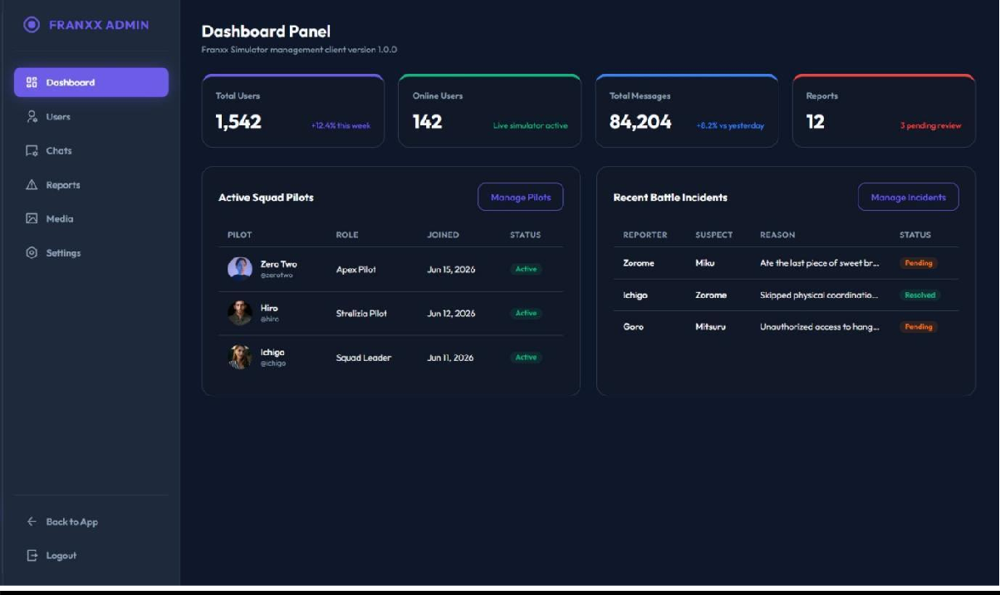 FRANXX ADMIN
Dashboard
Users
Chats
Reports
Media
Settings
Back to App
Logout
Dashboard Panel
Franxx Simulator management client version 1.0.0
Total Users
1,542 +12.4% this week
Online Users
142 Live simulator active
Total Messages
84,204 +8.2% vs yesterday
Reports
12 3 pending review
Active Squad Pilots Manage Pilots
PILOT ROLE JOINED STATUS
Zero Two Apex Pilot Jun 15, 2026 Active
@zerotwo
Hiro Strelizia Pilot Jun 12, 2026 Active
@hiro
Ichigo Squad Leader Jun 11, 2026 Active
@ichigo
Recent Battle Incidents Manage Incidents
REPORTER SUSPECT REASON STATUS
Zorome Miku Ate the last piece of sweet br... Pending
Ichigo Zorome Skipped physical coordinatio... Resolved
Goro Mitsuru Unauthorized access to hang... Pending